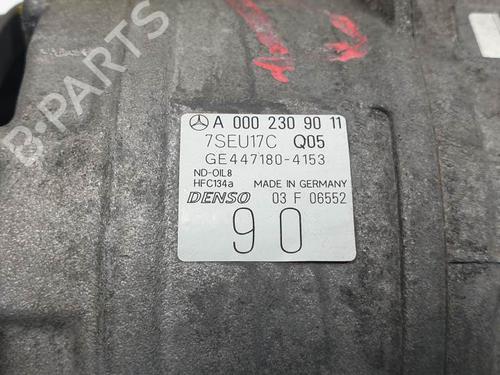 A 000 230 90 11
7SEU17C Q05
GE447180-4153
ND-OIL8
HFC134a MADE IN GERMANY
DENSO 03 F 06552
90
B-PARTS